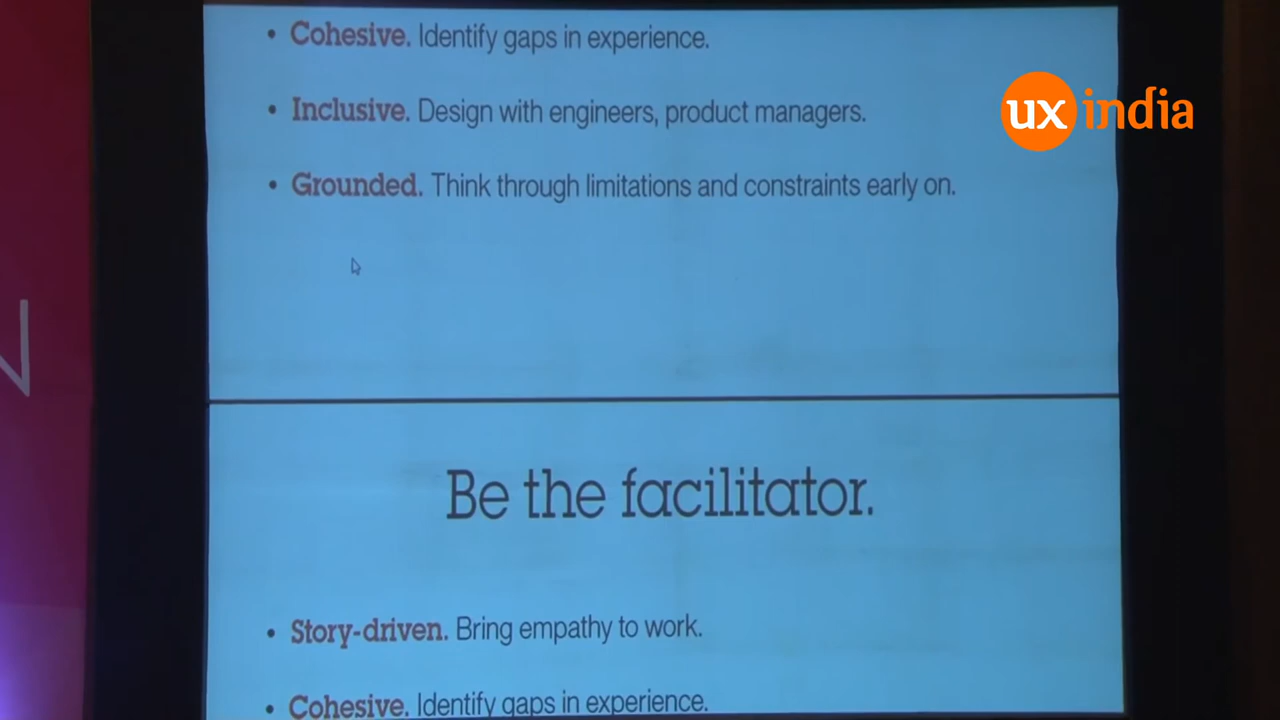 • Cohesive. Identify gaps in experience.
ux india
• Inclusive. Design with engineers, product managers.
• Grounded. Think through limitations and constraints early on.
Be the facilitator.
• Story-driven. Bring empathy to work.
• Cohesive. Identify gaps in experience.